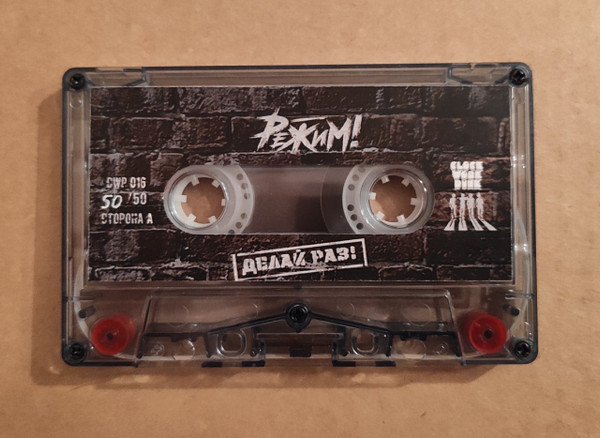 РЕЖИМ!
CWP 016
50/50
СТОРОНА А
CLOCK
WORK
PUNK
ДЕЛАЙ РАЗ!